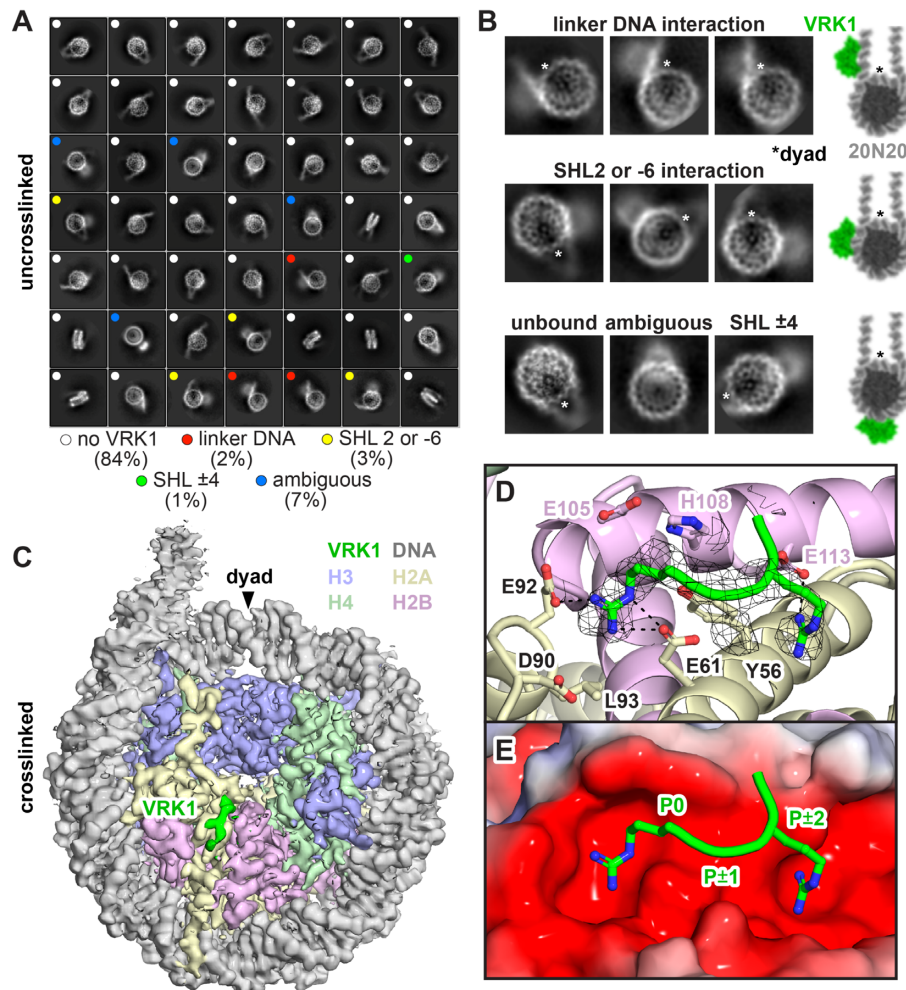 A
uncrosslinked
no VRK1
(84%)
linker DNA
(2%)
SHL 2 or -6
(3%)
SHL ±4
(1%)
ambiguous
(7%)
B
linker DNA interaction
VRK1
*
*
*
*
*dyad
20N20
SHL2 or -6 interaction
*
*
*
*
unbound
ambiguous
SHL ±4
*
*
*
C
crosslinked
VRK1
DNA
H3
H2A
H4
H2B
dyad
VRK1
D
E105
H108
E113
E92
D90
L93
E61
Y56
E
P0
P±1
P±2